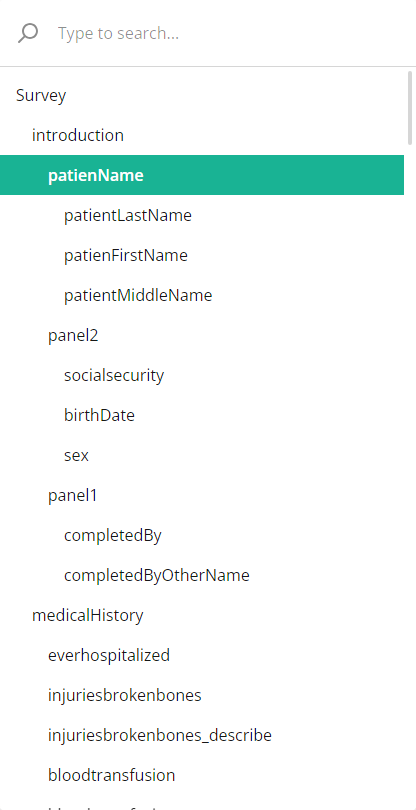 Type to search...
Survey
introduction
patienName
patientLastName
patienFirstName
patientMiddleName
panel2
socialsecurity
birthDate
sex
panel1
completedBy
completedByOtherName
medicalHistory
everhospitalized
injuriesbrokenbones
injuriesbrokenbones_describe
bloodtransfusion